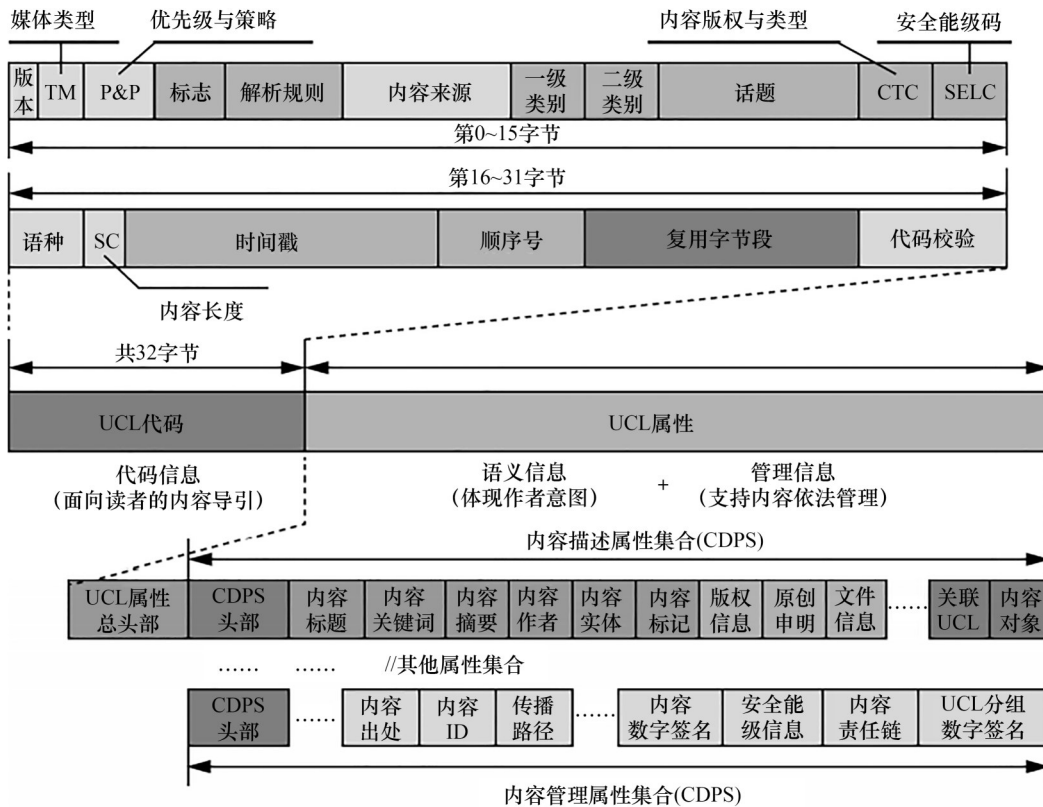 媒体类型 优先级与策略 内容版权与类型 安全能级码
版本 TM P&P 标志 解析规则 内容来源 一级类别 二级类别 话题 CTC SELC
第0~15字节
第16~31字节
语种 SC 时间戳 顺序号 复用字节段 代码校验
内容长度
共32字节
UCL代码 UCL属性
代码信息 语义信息 管理信息
(面向读者的内容导引) (体现作者意图) + (支持内容依法管理)
内容描述属性集合(CDPS)
UCL属性 CDPS 内容 内容 内容 内容 内容 内容 版权 原创 文件 关联 内容
总头部 头部 标题 关键词 摘要 作者 实体 标记 信息 申明 信息 …… UCL 对象
…… …… //其他属性集合
CDPS 内容 内容 传播 内容 安全能 内容 UCL分组
头部 …… 出处 ID 路径 …… 数字签名 级信息 责任链 数字签名
内容管理属性集合(CDPS)